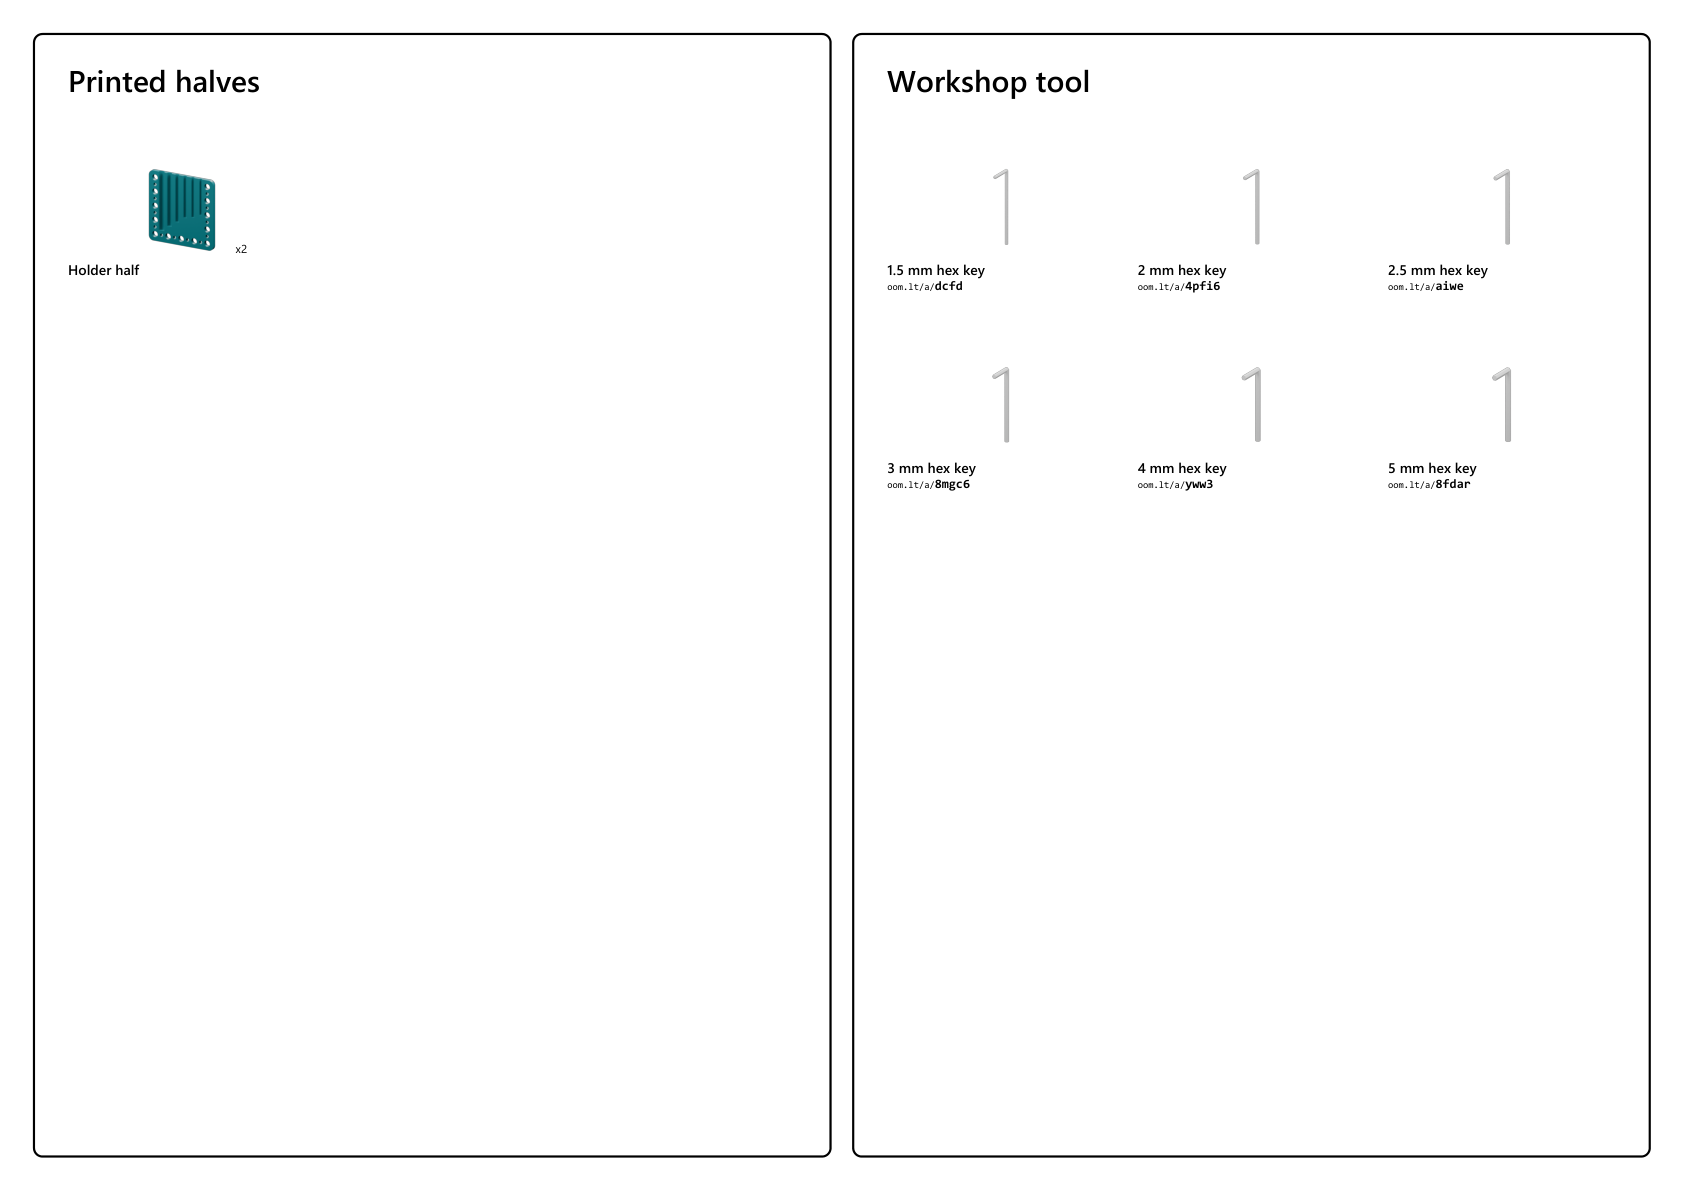 Printed halves
x2
Holder half
Workshop tool
1.5 mm hex key
oom.lt/a/dcfd
2 mm hex key
oom.lt/a/4pfi6
2.5 mm hex key
oom.lt/a/aiwe
3 mm hex key
oom.lt/a/8mgc6
4 mm hex key
oom.lt/a/yww3
5 mm hex key
oom.lt/a/8fdar